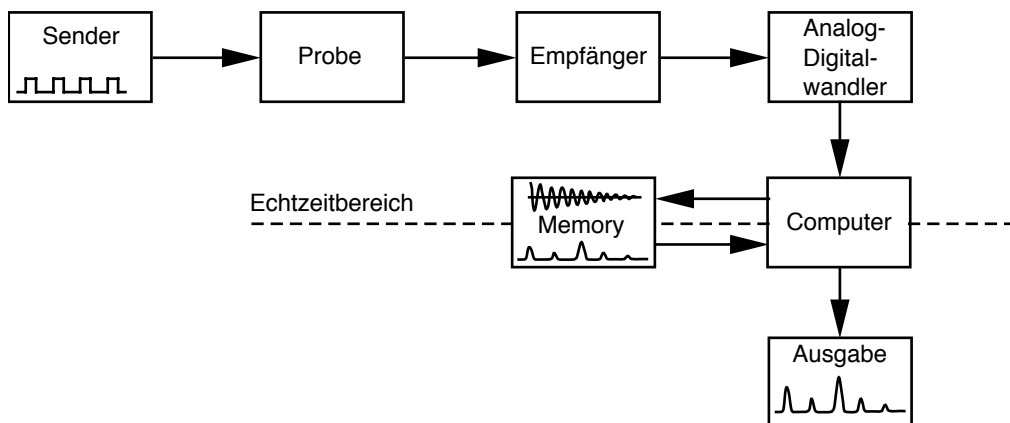 Sender
Probe
Empfänger
Analog-
Digital-
wandler
Echtzeitbereich
Memory
Computer
Ausgabe